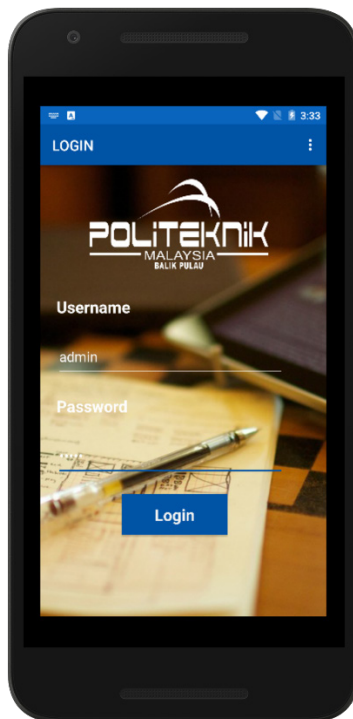 3:33
LOGIN
POLITEKNIK
MALAYSIA
BALIK PULAU
Username
admin
Password
•••••
Login